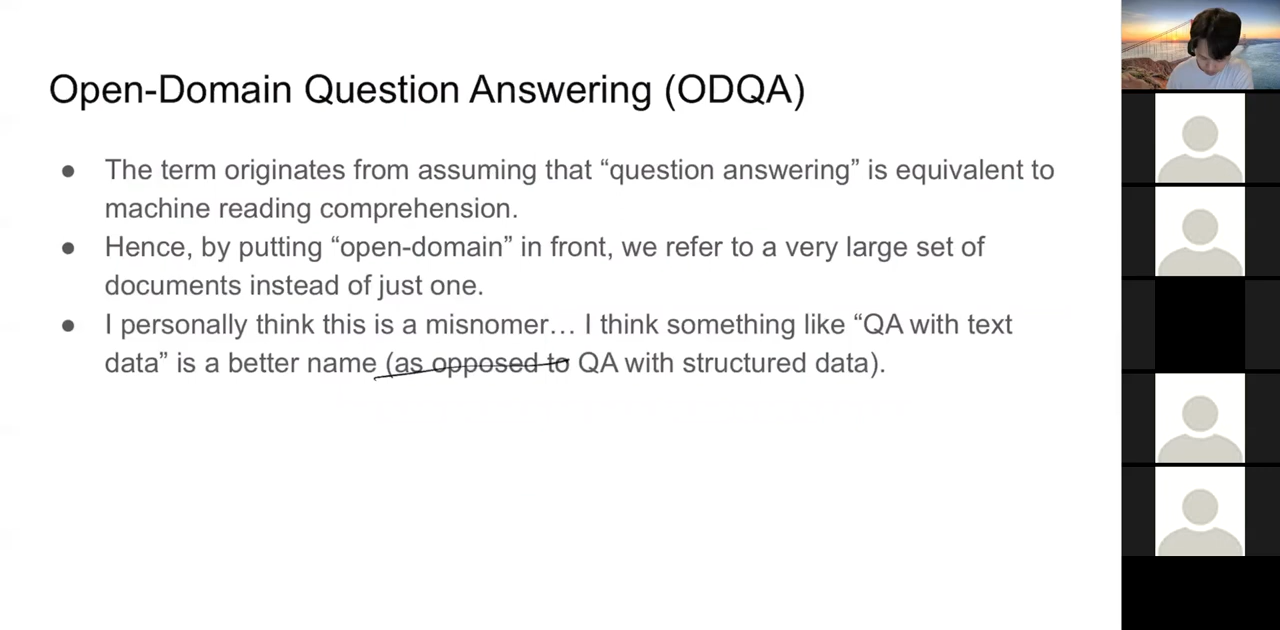 Open-Domain Question Answering (ODQA)
● The term originates from assuming that “question answering” is equivalent to
machine reading comprehension.
● Hence, by putting “open-domain” in front, we refer to a very large set of
documents instead of just one.
● I personally think this is a misnomer… I think something like “QA with text
data” is a better name (as opposed to QA with structured data).